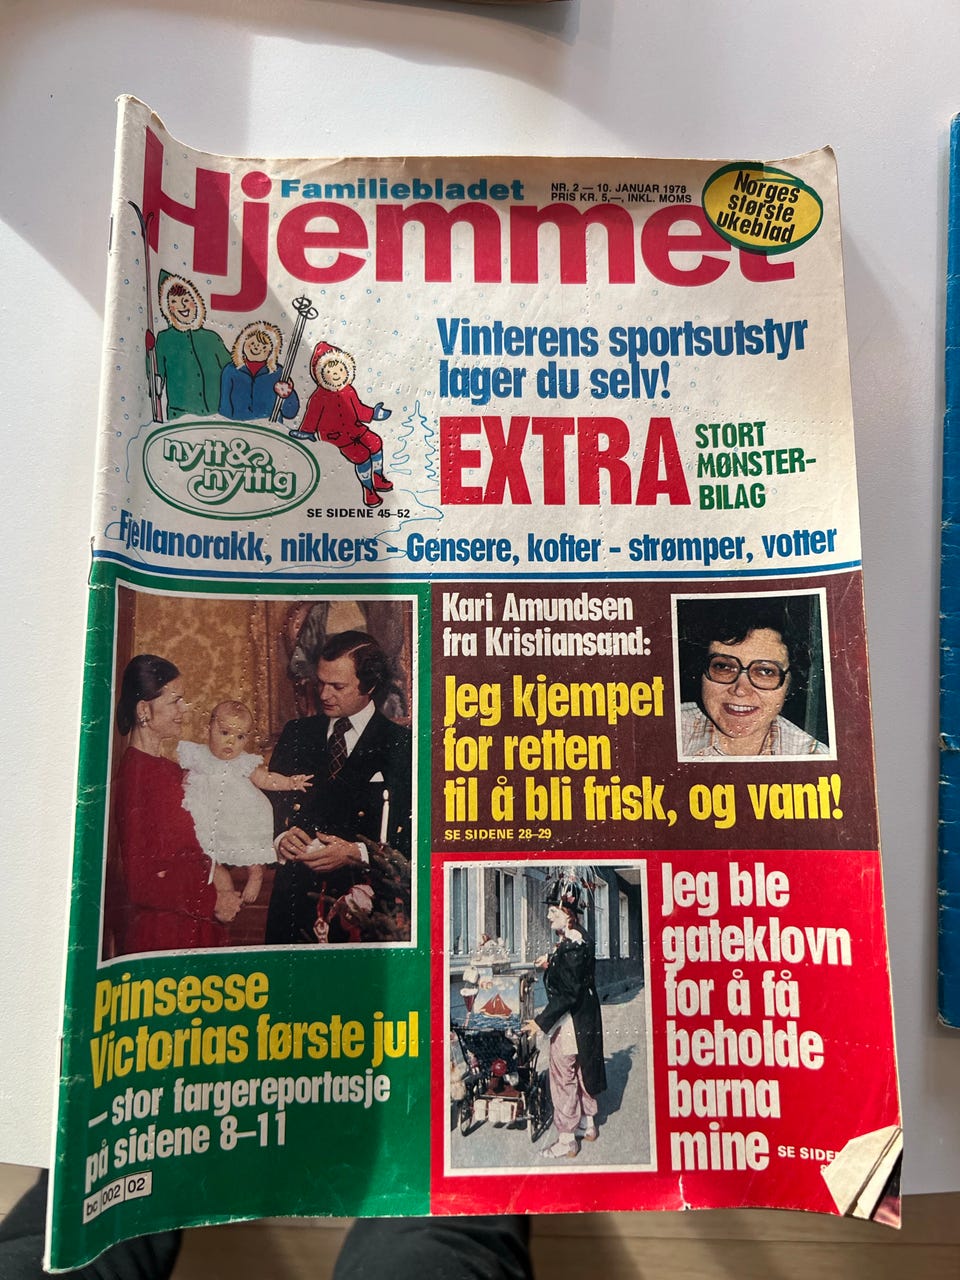 Familiebladet
Hjemmet
NR. 2 — 10. JANUAR 1978
PRIS KR. 5,—, INKL. MOMS
Norges
største
ukeblad
Vinterens sportsutstyr
lager du selv!
EXTRA
STORT
MØNSTER-
BILAG
nytt &
nyttig
SE SIDENE 45–52
Fjellanorakk, nikkers - Gensere, kofter - strømper, votter
Prinsesse
Victorias første jul
— stor fargereportasje
på sidene 8–11
bc 002 02
Kari Amundsen
fra Kristiansand:
Jeg kjempet
for retten
til å bli frisk, og vant!
SE SIDENE 28–29
Jeg ble
gateklovn
for å få
beholde
barna
mine
SE